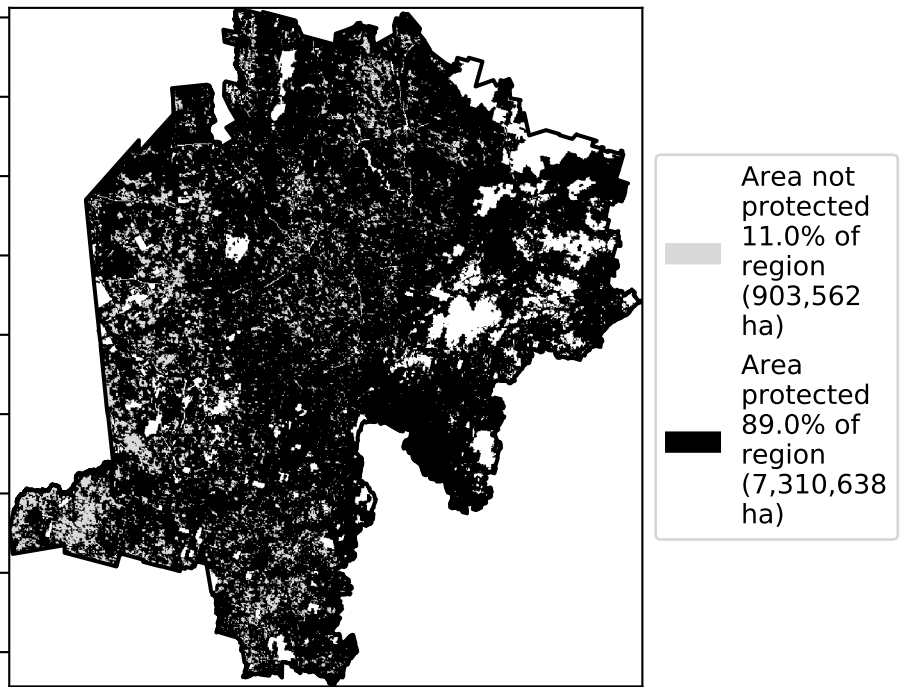 Area not
protected
11.0% of
region
(903,562
ha)
Area
protected
89.0% of
region
(7,310,638
ha)